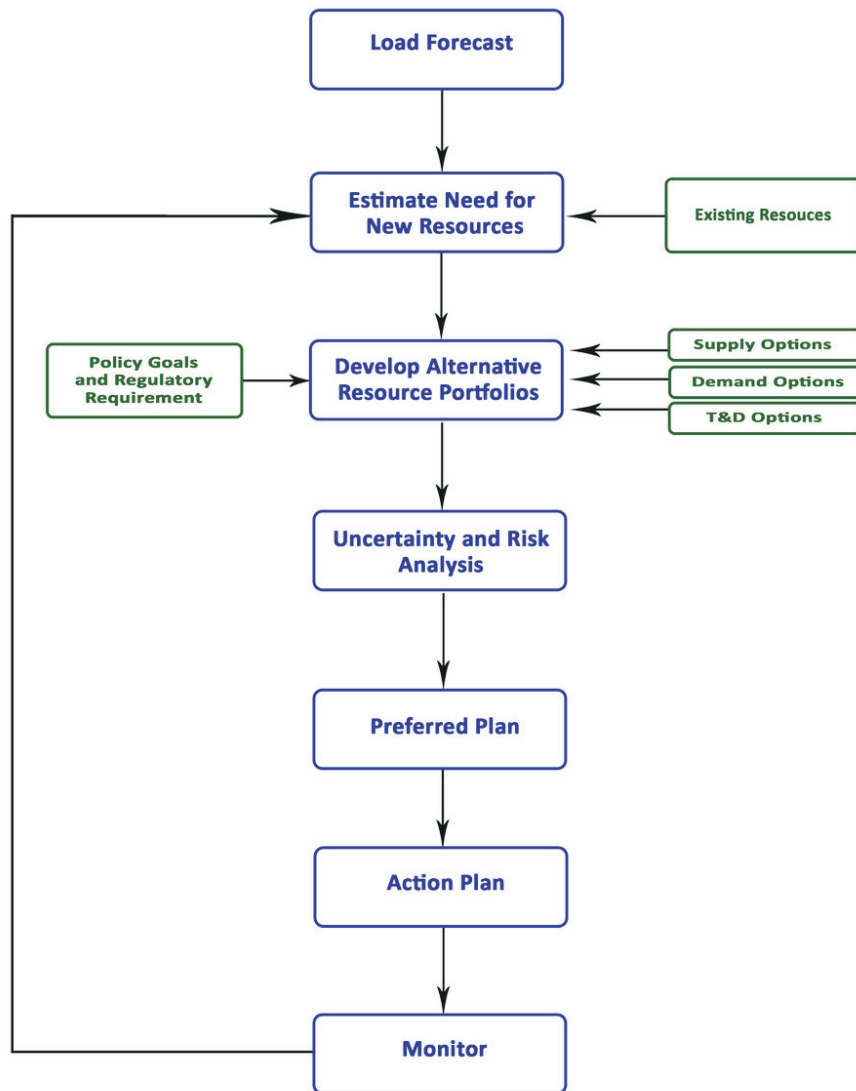 Load Forecast
Estimate Need for
New Resources
Existing Resouces
Policy Goals
and Regulatory
Requirement
Develop Alternative
Resource Portfolios
Supply Options
Demand Options
T&D Options
Uncertainty and Risk
Analysis
Preferred Plan
Action Plan
Monitor